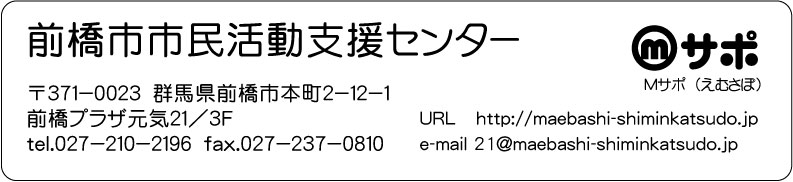 前橋市市民活動支援センター
mサポ
Mサポ（えむさぽ）
〒371-0023 群馬県前橋市本町2-12-1
前橋プラザ元気21／3F
tel.027-210-2196 fax.027-237-0810
URL http://maebashi-shiminkatsudo.jp
e-mail 21@maebashi-shiminkatsudo.jp